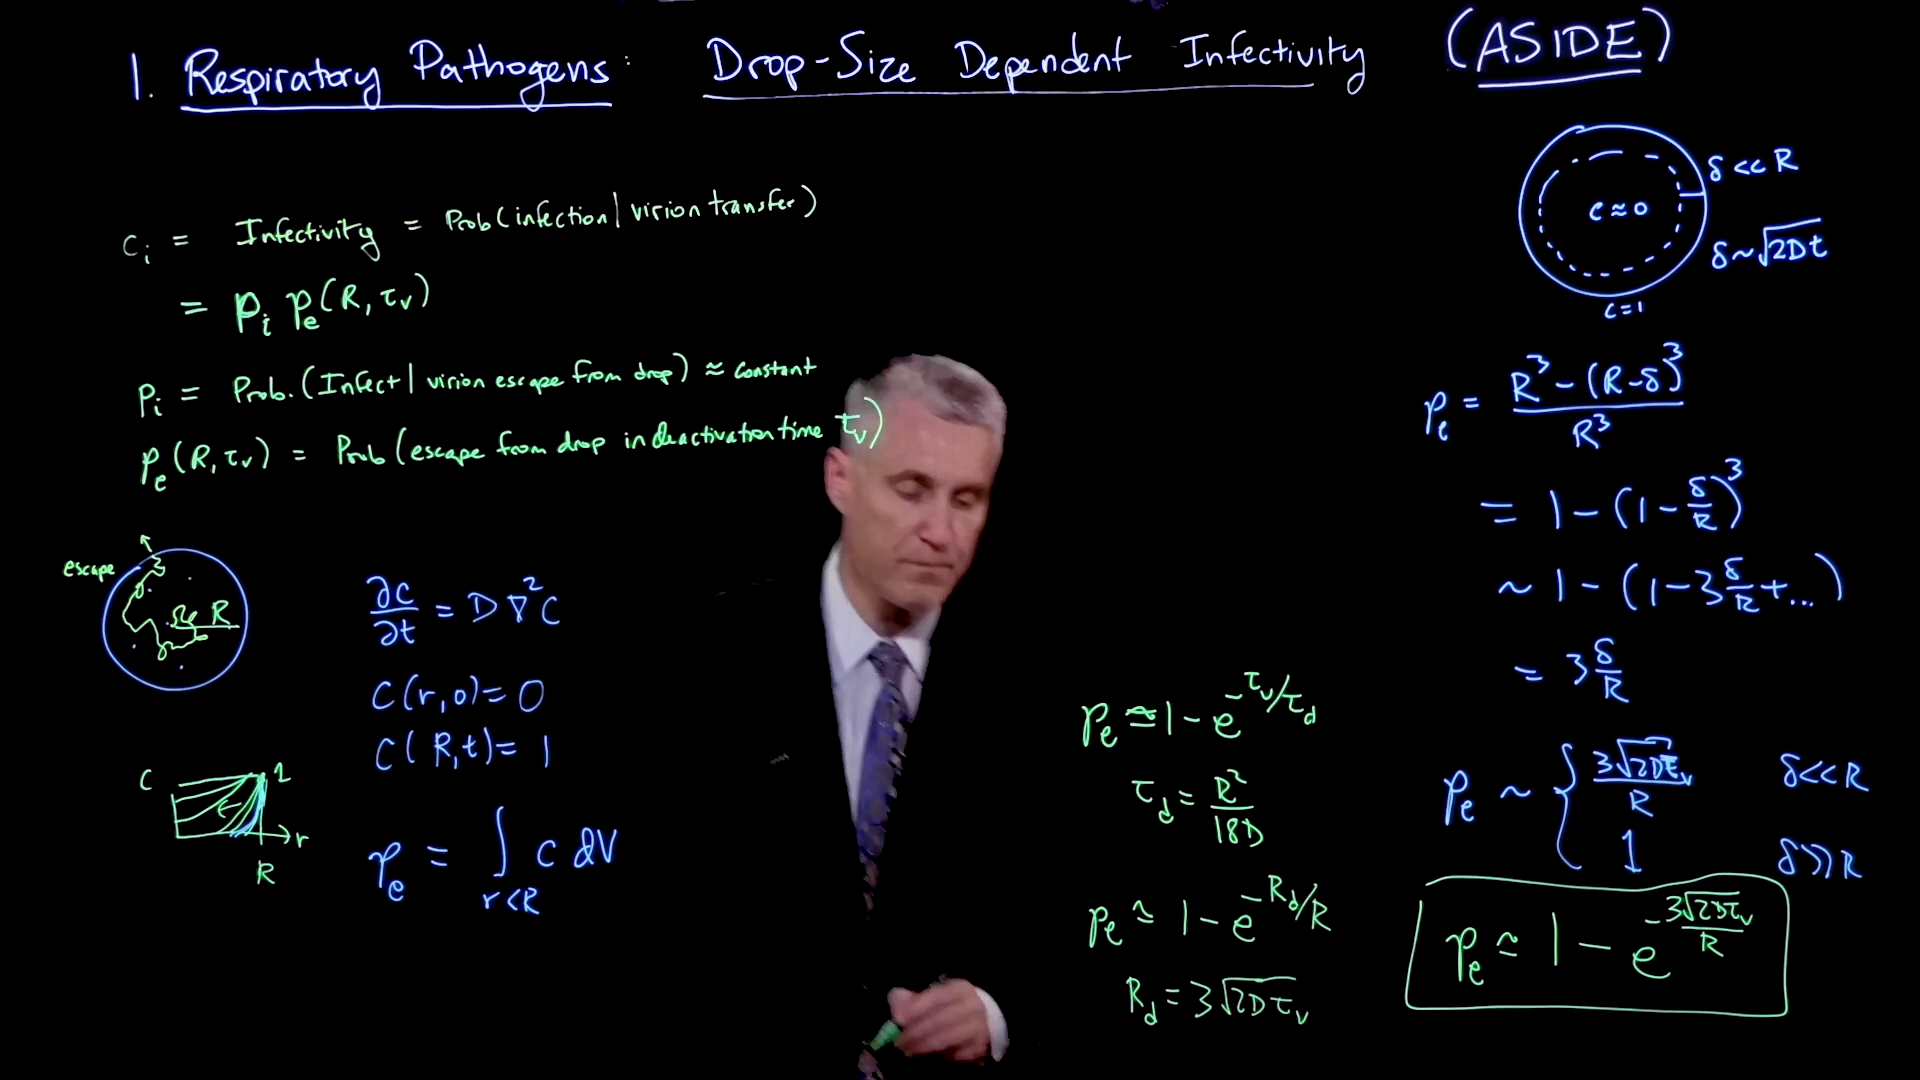 1. Respiratory Pathogens: Drop-Size Dependent Infectivity (ASIDE)
c_i = Infectivity = Prob(infection | virion transfer)
= p_i p_e(R, τ_v)
p_i = Prob. (Infect | virion escape from drop) ≈ constant
p_e(R, τ_v) = Prob (escape from drop in deactivation time τ_v)
escape
R
∂c/∂t = D∇²C
C(r,0) = 0
C(R,t) = 1
C
1
t
r
R
p_e = ∫_{r<R} c dV
p_e ≃ 1 - e^{-τ_v/τ_d}
τ_d = R²/18D
p_e ≃ 1 - e^{-R_d/R}
R_d = 3√(2Dτ_v)
δ << R
c ≈ 0
δ ~ √(2Dt)
c = 1
p_e = (R³ - (R-δ)³)/R³
= 1 - (1 - δ/R)³
~ 1 - (1 - 3 δ/R + ...)
= 3 δ/R
p_e ~ { 3√(2Dτ_v)/R δ<<R
1 δ>>R
p_e ≃ 1 - e^{-3√(2Dτ_v)/R}